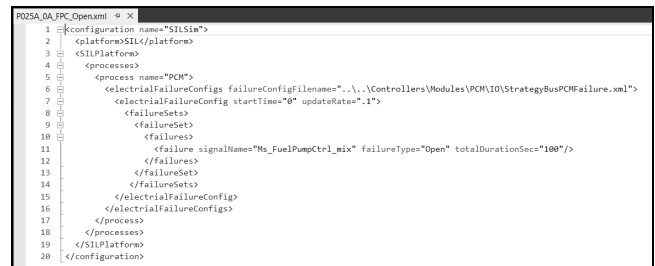 P025A_0A_FPC_Open.xml
1 <configuration name="SILSim">
2 <platform>SIL</platform>
3 <SILPlatform>
4 <processes>
5 <process name="PCM">
6 <electrialFailureConfigs failureConfigFilename="..\..\Controllers\Modules\PCM\IO\StrategyBusPCMFailure.xml">
7 <electrialFailureConfig startTime="0" updateRate=".1">
8 <failureSets>
9 <failureSet>
10 <failures>
11 <failure signalName="Ms_FuelPumpCtrl_mix" failureType="Open" totalDurationSec="100"/>
12 </failures>
13 </failureSet>
14 </failureSets>
15 </electrialFailureConfig>
16 </electrialFailureConfigs>
17 </process>
18 </processes>
19 </SILPlatform>
20 </configuration>